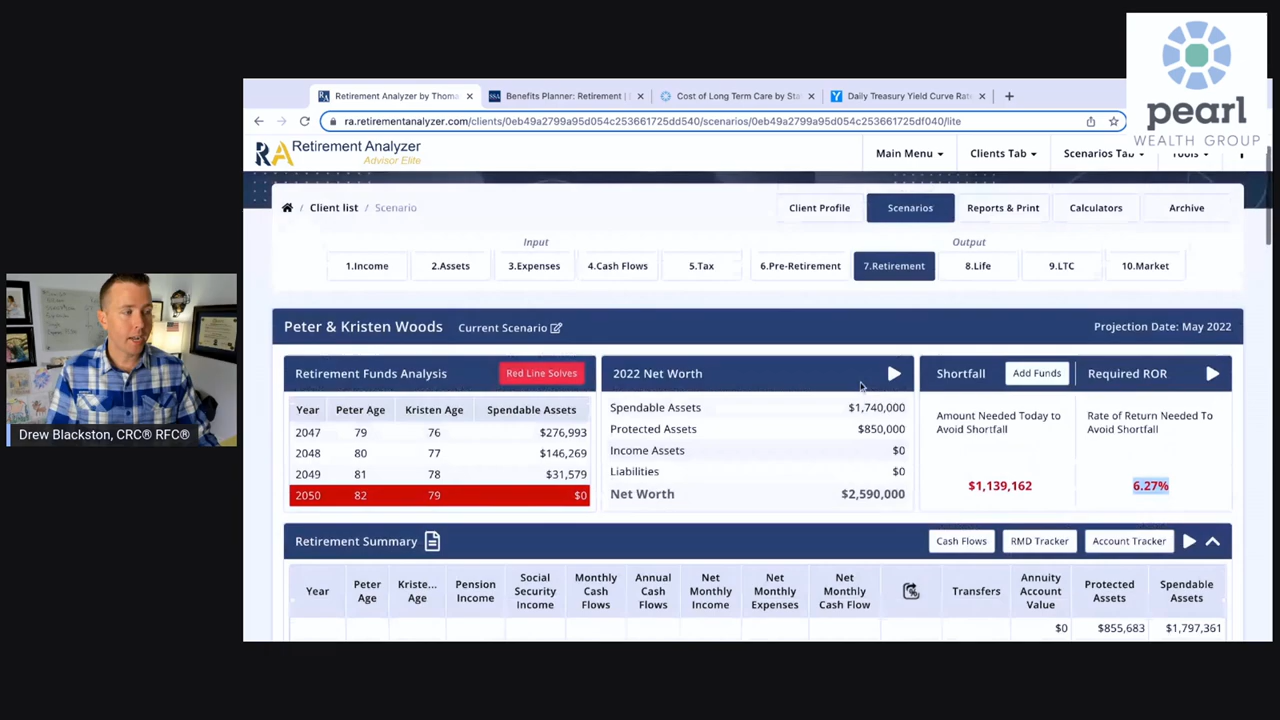 pearl
WEALTH GROUP
Retirement Analyzer by Thoma
Benefits Planner: Retirement |
Cost of Long Term Care by Sta
Daily Treasury Yield Curve Rate
ra.retirementanalyzer.com/clients/0eb49a2799a95d054c253661725dd540/scenarios/0eb49a2799a95d054c253661725df040/lite
RA Retirement Analyzer
Advisor Elite
Main Menu
Clients Tab
Scenarios Tab
Tools
Client list / Scenario
Client Profile
Scenarios
Reports & Print
Calculators
Archive
Input
Output
1.Income
2.Assets
3.Expenses
4.Cash Flows
5.Tax
6.Pre-Retirement
7.Retirement
8.Life
9.LTC
10.Market
Peter & Kristen Woods Current Scenario
Projection Date: May 2022
Retirement Funds Analysis Red Line Solves
Year Peter Age Kristen Age Spendable Assets
2047 79 76 $276,993
2048 80 77 $146,269
2049 81 78 $31,579
2050 82 79 $0
2022 Net Worth
Spendable Assets $1,740,000
Protected Assets $850,000
Income Assets $0
Liabilities $0
Net Worth $2,590,000
Shortfall Add Funds Required ROR
Amount Needed Today to
Avoid Shortfall
$1,139,162
Rate of Return Needed To
Avoid Shortfall
6.27%
Drew Blackston, CRC® RFC®
Retirement Summary
Cash Flows
RMD Tracker
Account Tracker
Year
Peter
Age
Kriste...
Age
Pension
Income
Social
Security
Income
Monthly
Cash
Flows
Annual
Cash
Flows
Net
Monthly
Income
Net
Monthly
Expenses
Net
Monthly
Cash Flow
Transfers
Annuity
Account
Value
Protected
Assets
Spendable
Assets
$0 $855,683 $1,797,361